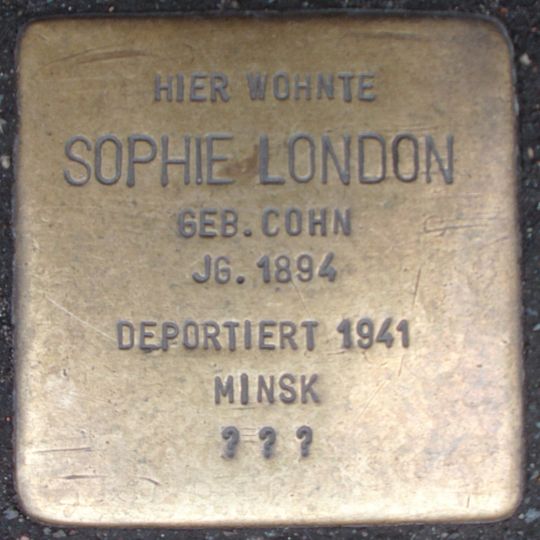 HIER WOHNTE
SOPHIE LONDON
GEB. COHN
JG. 1894
DEPORTIERT 1941
MINSK
? ? ?